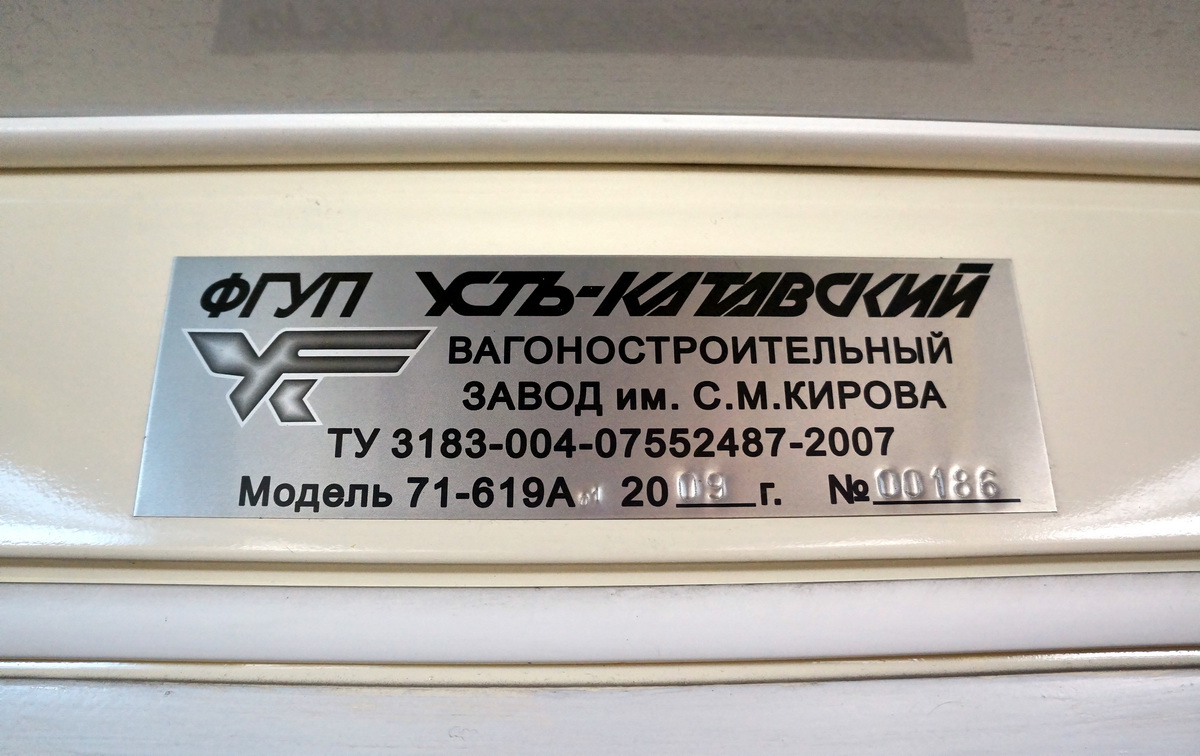 ФГУП УСТЬ-КАТАВСКИЙ
ВАГОНОСТРОИТЕЛЬНЫЙ
ЗАВОД им. С.М.КИРОВА
ТУ 3183-004-07552487-2007
Модель 71-619А 2009 г. №00186